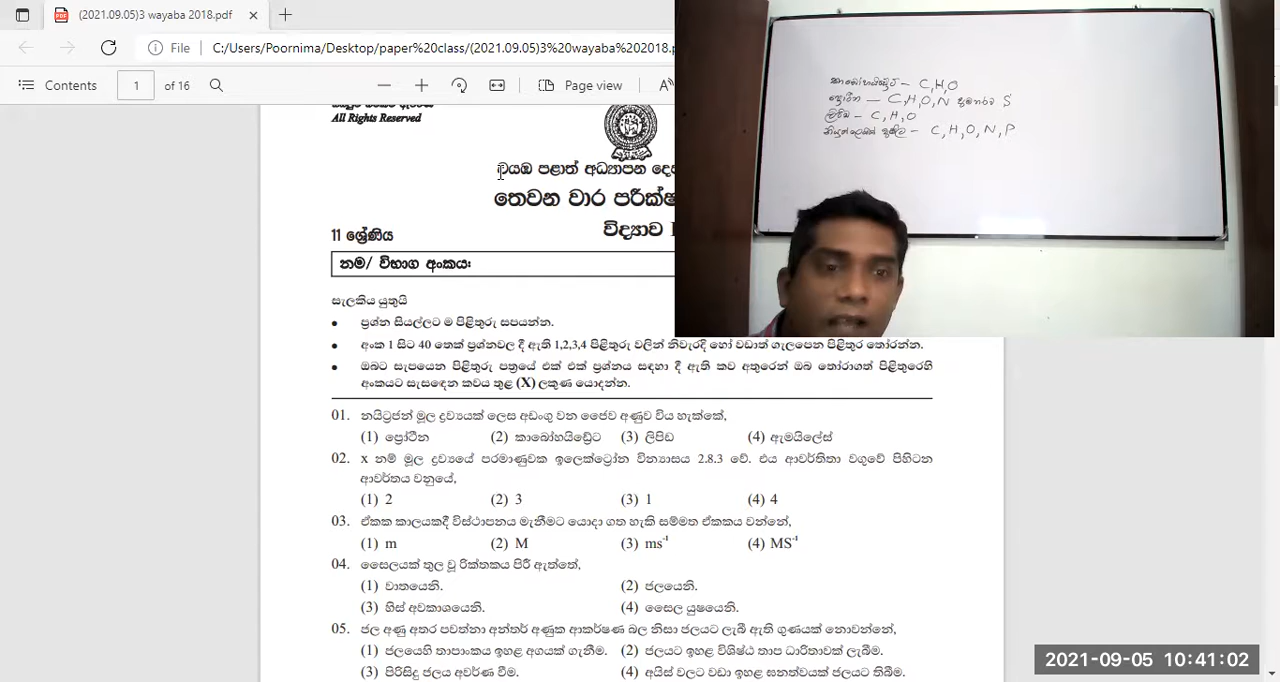 (2021.09.05)3 wayaba 2018.pdf
File
C:/Users/Poornima/Desktop/paper%20class/(2021.09.05)3%20wayaba%202018.p
Contents
1
of 16
Page view
All Rights Reserved
වයඹ පළාත් අධ්‍යාපන දෙ
තෙවන වාර පරීක්ෂ
විද්‍යාව I
11 ශ්‍රේණිය
නම/ විභාග අංකය:
සැලකිය යුතුයි
• ප්‍රශ්න සියල්ලට ම පිළිතුරු සපයන්න.
• අංක 1 සිට 40 තෙක් ප්‍රශ්නවල දී ඇති 1,2,3,4 පිළිතුරු වලින් නිවැරදි හෝ වඩාත් ගැලපෙන පිළිතුර තෝරන්න.
• ඔබට සැපයෙන පිළිතුරු පත්‍රයේ එක් එක් ප්‍රශ්නය සඳහා දී ඇති කව අතුරෙන් ඔබ තෝරාගත් පිළිතුරෙහි
අංකයට සැසඳෙන කවය තුළ (X) ලකුණ යොදන්න.
01. නයිට්‍රජන් මූල ද්‍රව්‍යයක් ලෙස අඩංගු වන ජෛව අණුව විය හැක්කේ,
(1) ප්‍රෝටීන (2) කාබෝහයිඩ්‍රේට (3) ලිපිඩ (4) ඇමයිලේස්
02. x නම් මූල ද්‍රව්‍යයේ පරමාණුවක ඉලෙක්ට්‍රෝන වින්‍යාසය 2.8.3 වේ. එය ආවර්තිතා වගුවේ පිහිටන
ආවර්තය වනුයේ,
(1) 2 (2) 3 (3) 1 (4) 4
03. ඒකක කාලයකදී විස්ථාපනය මැනීමට යොදා ගත හැකි සම්මත ඒකකය වන්නේ,
(1) m (2) M (3) ms⁻¹ (4) MS⁻¹
04. සෛලයක් තුල වූ රික්තකය පිරී ඇත්තේ,
(1) වාතයෙනි. (2) ජලයෙනි.
(3) හිස් අවකාශයෙනි. (4) සෛල යුෂයෙනි.
05. ජල අණු අතර පවත්නා අන්තර් අණුක ආකර්ෂණ බල නිසා ජලයට ලැබී ඇති ගුණයක් නොවන්නේ,
(1) ජලයෙහි තාපාංකය ඉහළ අගයක් ගැනීම. (2) ජලයට ඉහළ විශිෂ්ඨ තාප ධාරිතාවක් ලැබීම.
(3) පිරිසිදු ජලය අවර්ණ වීම. (4) අයිස් වලට වඩා ඉහළ ඝනත්වයක් ජලයට තිබීම.
කාබෝහයිඩ්‍රේට් – C,H,O
ප්‍රෝටීන – C,H,O,N සමහරවිට S
ලිපිඩ – C,H,O
– C,H,O,N,P
2021-09-05 10:41:02